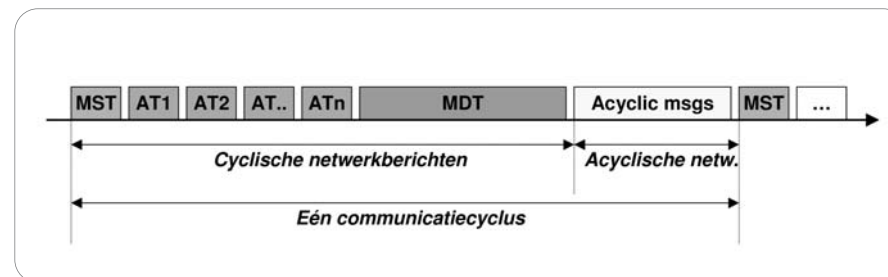 MST AT1 AT2 AT.. ATn MDT Acyclic msgs MST ...
Cyclische netwerkberichten Acyclische netw.
Eén communicatiecyclus